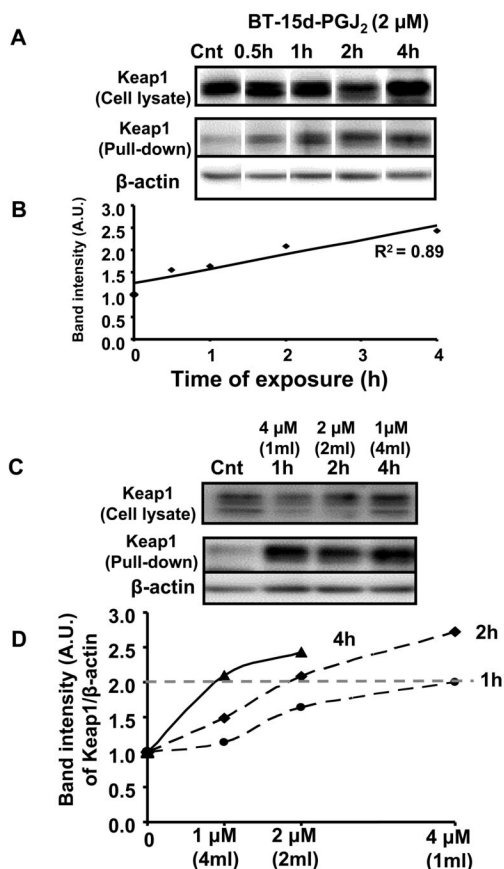 A
BT-15d-PGJ₂ (2 µM)
Cnt 0.5h 1h 2h 4h
Keap1
(Cell lysate)
Keap1
(Pull-down)
β-actin
B
Band intensity (A.U.)
3.0
2.5
2.0
1.5
1.0
0.5
0.0
R² = 0.89
0 1 2 3 4
Time of exposure (h)
C
4 µM 2 µM 1µM
(1ml) (2ml) (4ml)
Cnt 1h 2h 4h
Keap1
(Cell lysate)
Keap1
(Pull-down)
β-actin
D
Band intensity (A.U.)
of Keap1/β-actin
3.0
2.5
2.0
1.5
1.0
0.5
0.0
4h
2h
1h
0 1 µM 2 µM 4 µM
(4ml) (2ml) (1ml)